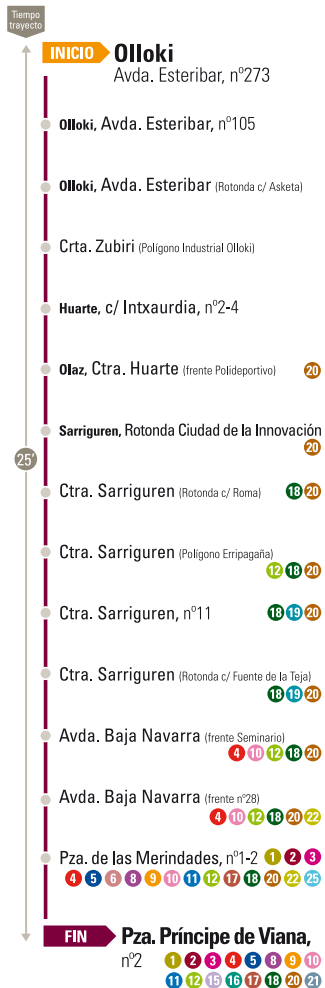 Tiempo
trayecto
INICIO Olloki
Avda. Esteribar, nº273
Olloki, Avda. Esteribar, nº105
Olloki, Avda. Esteribar (Rotonda c/ Asketa)
Crta. Zubiri (Polígono Industrial Olloki)
Huarte, c/ Intxaurdia, nº2-4
Olaz, Ctra. Huarte (frente Polideportivo) 20
Sarriguren, Rotonda Ciudad de la Innovación
20
25’
Ctra. Sarriguren (Rotonda c/ Roma) 18 20
Ctra. Sarriguren (Polígono Erripagaña)
12 18 20
Ctra. Sarriguren, nº11 18 19 20
Ctra. Sarriguren (Rotonda c/ Fuente de la Teja)
18 19 20
Avda. Baja Navarra (frente Seminario)
4 10 12 18 20
Avda. Baja Navarra (frente nº28)
4 10 12 18 20 22
Pza. de las Merindades, nº1-2 1 2 3
4 5 6 8 9 10 11 12 17 18 20 22 25
FIN Pza. Príncipe de Viana,
nº2 1 2 3 4 5 8 9 10
11 12 15 16 17 18 20 21